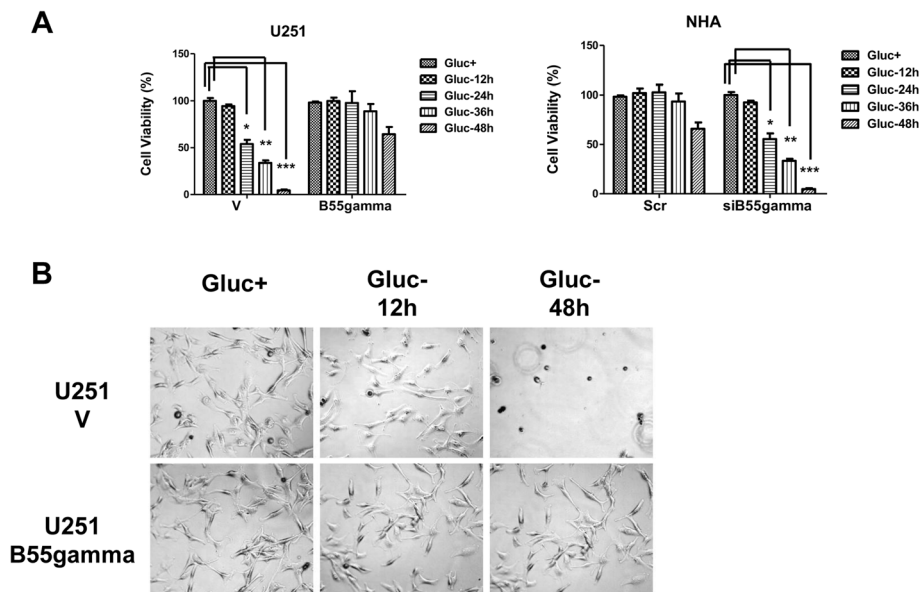 A
U251
Cell Viability (%)
150
100
50
0
*
**
***
V
B55gamma
Gluc+
Gluc-12h
Gluc-24h
Gluc-36h
Gluc-48h
NHA
Cell Viability (%)
150
100
50
0
*
**
***
Scr
siB55gamma
Gluc+
Gluc-12h
Gluc-24h
Gluc-36h
Gluc-48h
B
Gluc+
Gluc-
12h
Gluc-
48h
U251
V
U251
B55gamma